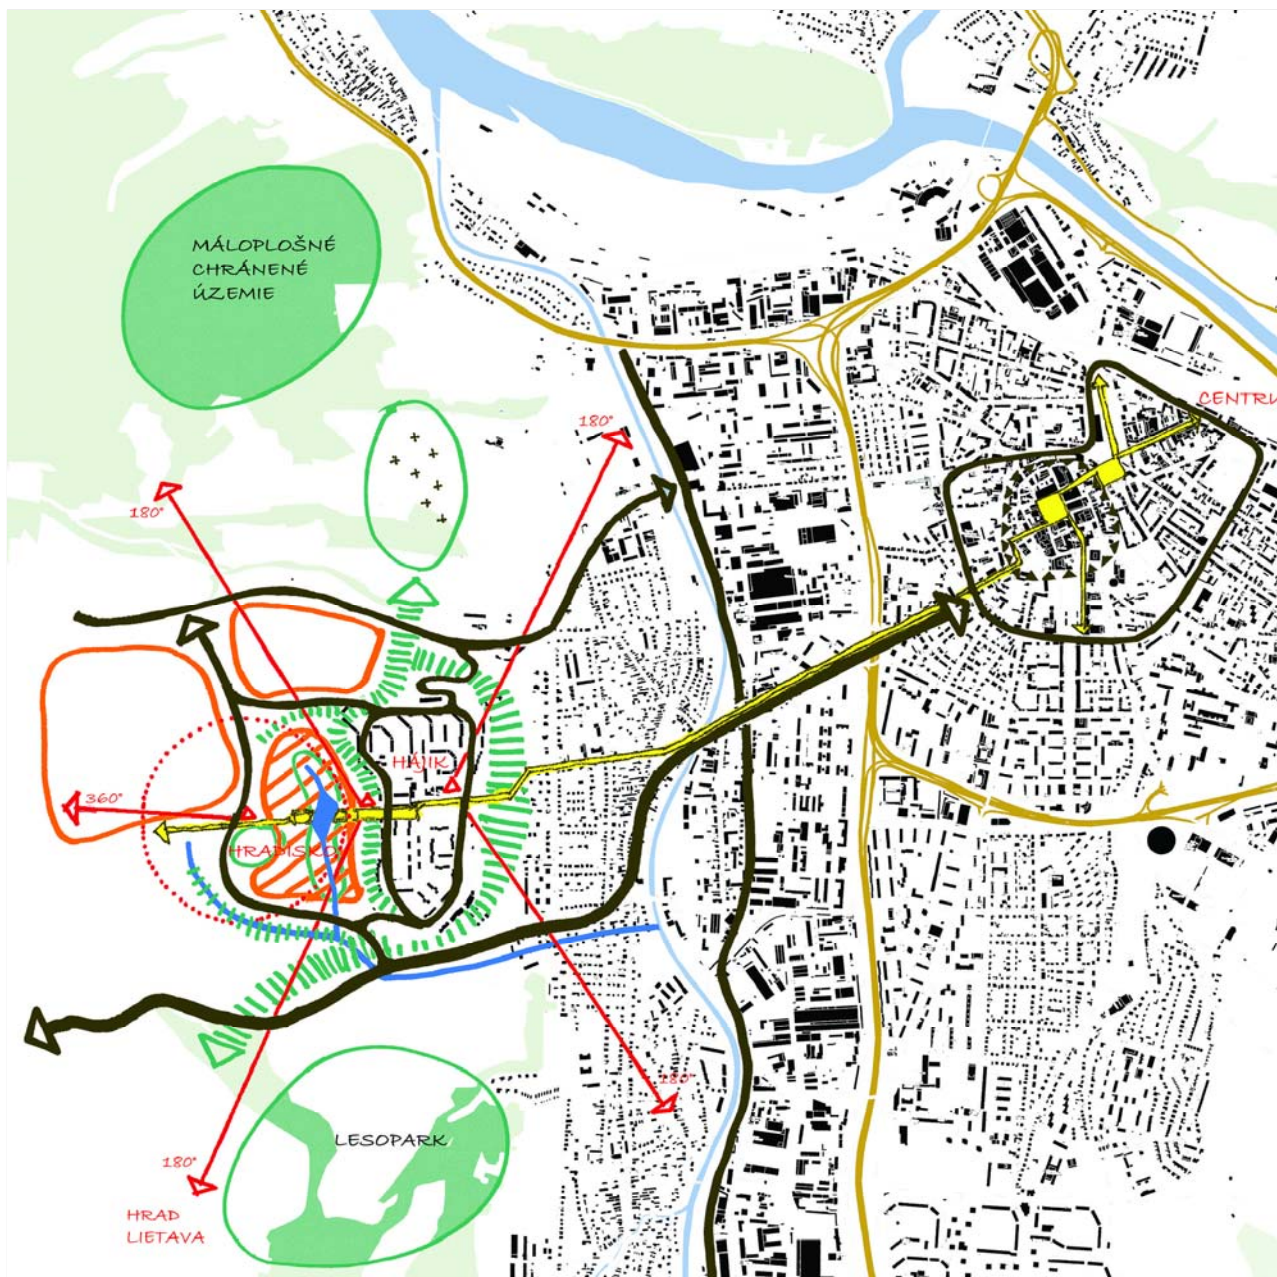 MÁLOPLOŠNÉ
CHRÁNENÉ
ÚZEMIE
CENTRU
180°
180°
HÁJIK
360°
HRADISKO
180°
LESOPARK
180°
HRAD
LIETAVA